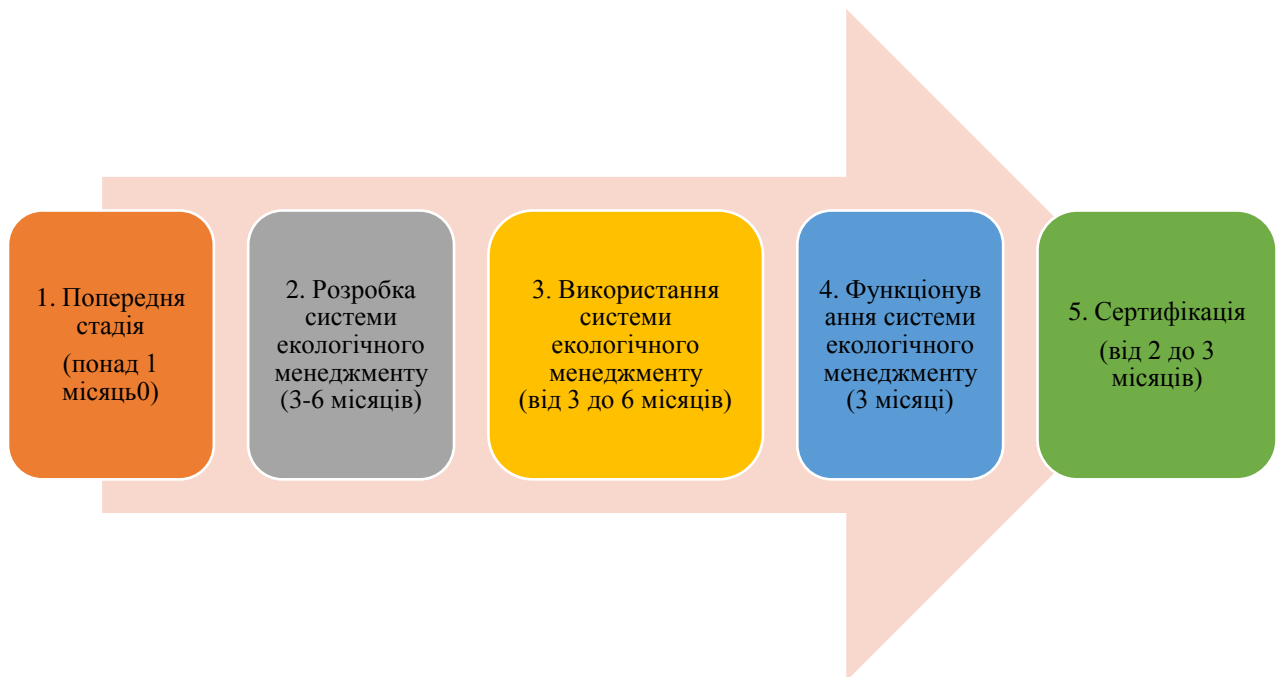 1. Попередня
стадія
(понад 1
місяць0)
2. Розробка
системи
екологічного
менеджменту
(3-6 місяців)
3. Використання
системи
екологічного
менеджменту
(від 3 до 6 місяців)
4. Функціонув
ання системи
екологічного
менеджменту
(3 місяці)
5. Сертифікація
(від 2 до 3
місяців)